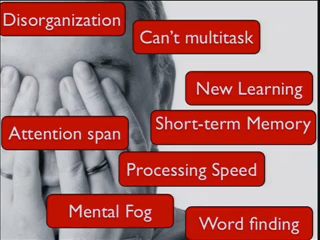 Disorganization
Can't multitask
New Learning
Short-term Memory
Attention span
Processing Speed
Mental Fog
Word finding